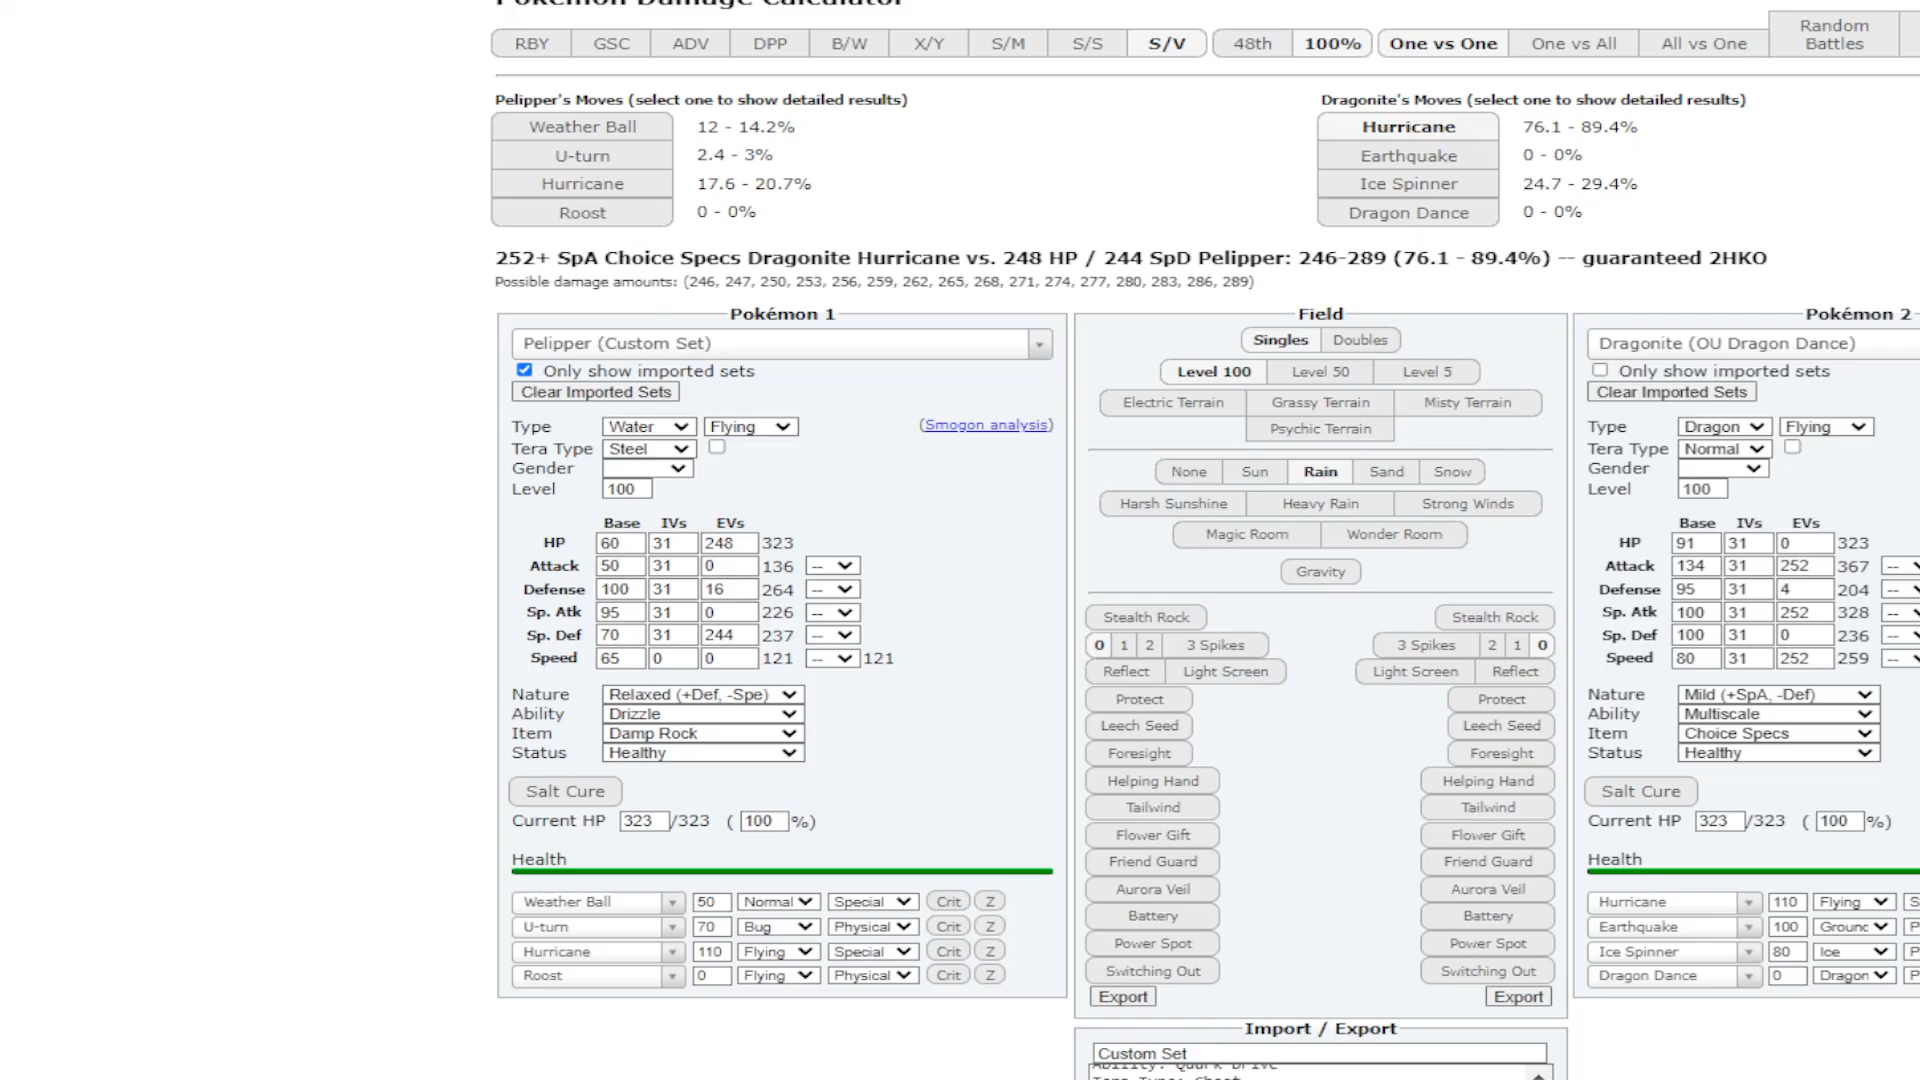 Pokémon Damage Calculator
RBY GSC ADV DPP B/W X/Y S/M S/S S/V 48th 100% One vs One One vs All All vs One Random Battles
Pelipper's Moves (select one to show detailed results)
Weather Ball 12 - 14.2%
U-turn 2.4 - 3%
Hurricane 17.6 - 20.7%
Roost 0 - 0%
Dragonite's Moves (select one to show detailed results)
Hurricane 76.1 - 89.4%
Earthquake 0 - 0%
Ice Spinner 24.7 - 29.4%
Dragon Dance 0 - 0%
252+ SpA Choice Specs Dragonite Hurricane vs. 248 HP / 244 SpD Pelipper: 246-289 (76.1 - 89.4%) -- guaranteed 2HKO
Possible damage amounts: (246, 247, 250, 253, 256, 259, 262, 265, 268, 271, 274, 277, 280, 283, 286, 289)
Pokémon 1
Pelipper (Custom Set)
Only show imported sets
Clear Imported Sets
Type Water Flying (Smogon analysis)
Tera Type Steel
Gender
Level 100
Base IVs EVs
HP 60 31 248 323
Attack 50 31 0 136 --
Defense 100 31 16 264 --
Sp. Atk 95 31 0 226 --
Sp. Def 70 31 244 237 --
Speed 65 0 0 121 -- 121
Nature Relaxed (+Def, -Spe)
Ability Drizzle
Item Damp Rock
Status Healthy
Salt Cure
Current HP 323 /323 ( 100 %)
Health
Weather Ball 50 Normal Special Crit Z
U-turn 70 Bug Physical Crit Z
Hurricane 110 Flying Special Crit Z
Roost 0 Flying Physical Crit Z
Field
Singles Doubles
Level 100 Level 50 Level 5
Electric Terrain Grassy Terrain Misty Terrain
Psychic Terrain
None Sun Rain Sand Snow
Harsh Sunshine Heavy Rain Strong Winds
Magic Room Wonder Room
Gravity
Stealth Rock Stealth Rock
0 1 2 3 Spikes 3 Spikes 2 1 0
Reflect Light Screen Light Screen Reflect
Protect Protect
Leech Seed Leech Seed
Foresight Foresight
Helping Hand Helping Hand
Tailwind Tailwind
Flower Gift Flower Gift
Friend Guard Friend Guard
Aurora Veil Aurora Veil
Battery Battery
Power Spot Power Spot
Switching Out Switching Out
Export Export
Import / Export
Custom Set
Ability: Quark Drive
Tera Type: Ghost
Pokémon 2
Dragonite (OU Dragon Dance)
Only show imported sets
Clear Imported Sets
Type Dragon Flying
Tera Type Normal
Gender
Level 100
Base IVs EVs
HP 91 31 0 323
Attack 134 31 252 367 --
Defense 95 31 4 204 --
Sp. Atk 100 31 252 328 --
Sp. Def 100 31 0 236 --
Speed 80 31 252 259 --
Nature Mild (+SpA, -Def)
Ability Multiscale
Item Choice Specs
Status Healthy
Salt Cure
Current HP 323 /323 ( 100 %)
Health
Hurricane 110 Flying S
Earthquake 100 Ground P
Ice Spinner 80 Ice P
Dragon Dance 0 Dragon P